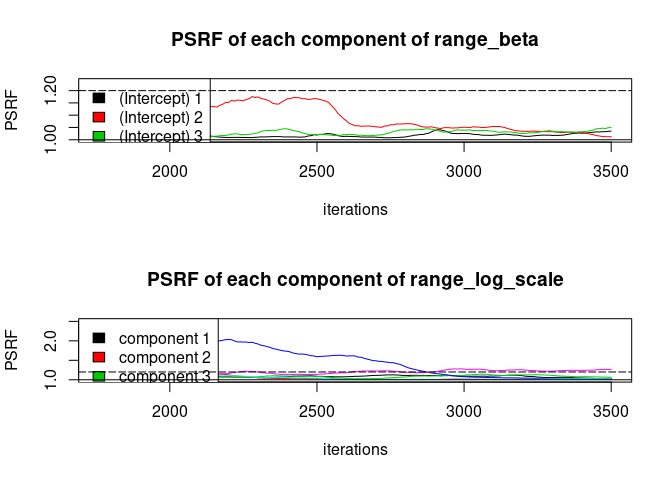 PSRF of each component of range_beta
PSRF
1.20
1.00
(Intercept) 1
(Intercept) 2
(Intercept) 3
2000 2500 3000 3500
iterations
PSRF of each component of range_log_scale
PSRF
2.0
1.0
component 1
component 2
component 3
2000 2500 3000 3500
iterations